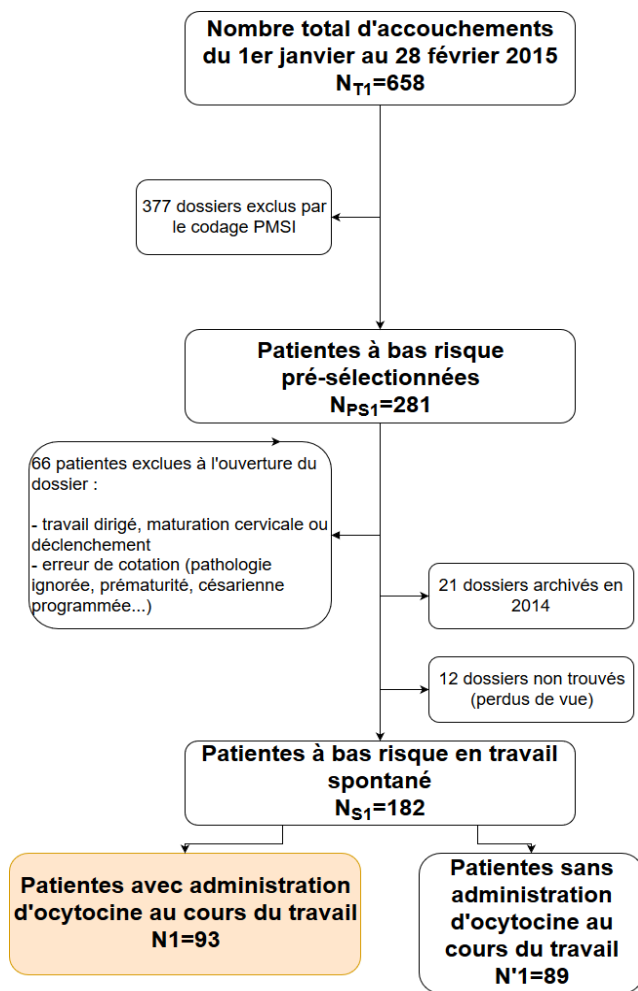 Nombre total d'accouchements
du 1er janvier au 28 février 2015
NT1=658
377 dossiers exclus par
le codage PMSI
Patientes à bas risque
pré-sélectionnées
NPS1=281
66 patientes exclues à l'ouverture du
dossier :
- travail dirigé, maturation cervicale ou
déclenchement
- erreur de cotation (pathologie
ignorée, prématurité, césarienne
programmée...)
21 dossiers archivés en
2014
12 dossiers non trouvés
(perdus de vue)
Patientes à bas risque en travail
spontané
NS1=182
Patientes avec administration
d'ocytocine au cours du travail
N1=93
Patientes sans
administration
d'ocytocine au
cours du travail
N'1=89